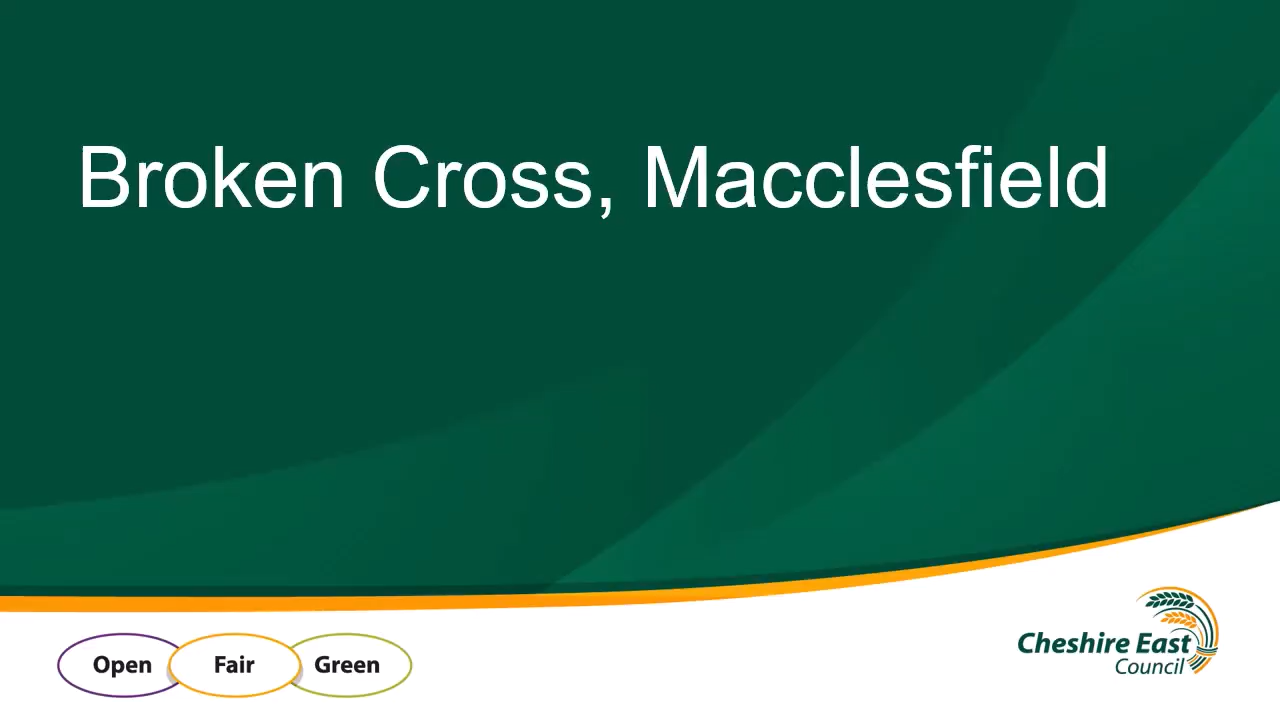 Broken Cross, Macclesfield
Open Fair Green
Cheshire East
Council